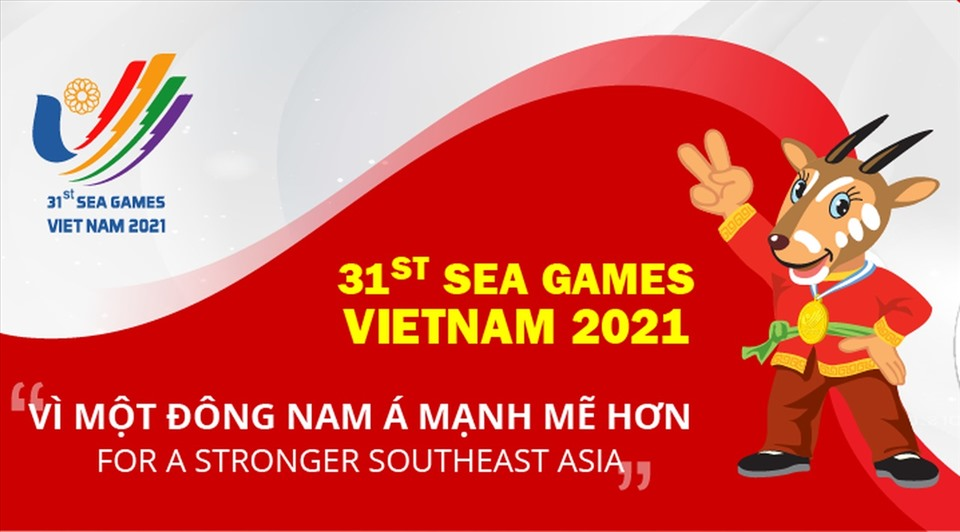 31st SEA GAMES
VIET NAM 2021
31ST SEA GAMES
VIETNAM 2021
“VÌ MỘT ĐÔNG NAM Á MẠNH MẼ HƠN
FOR A STRONGER SOUTHEAST ASIA”